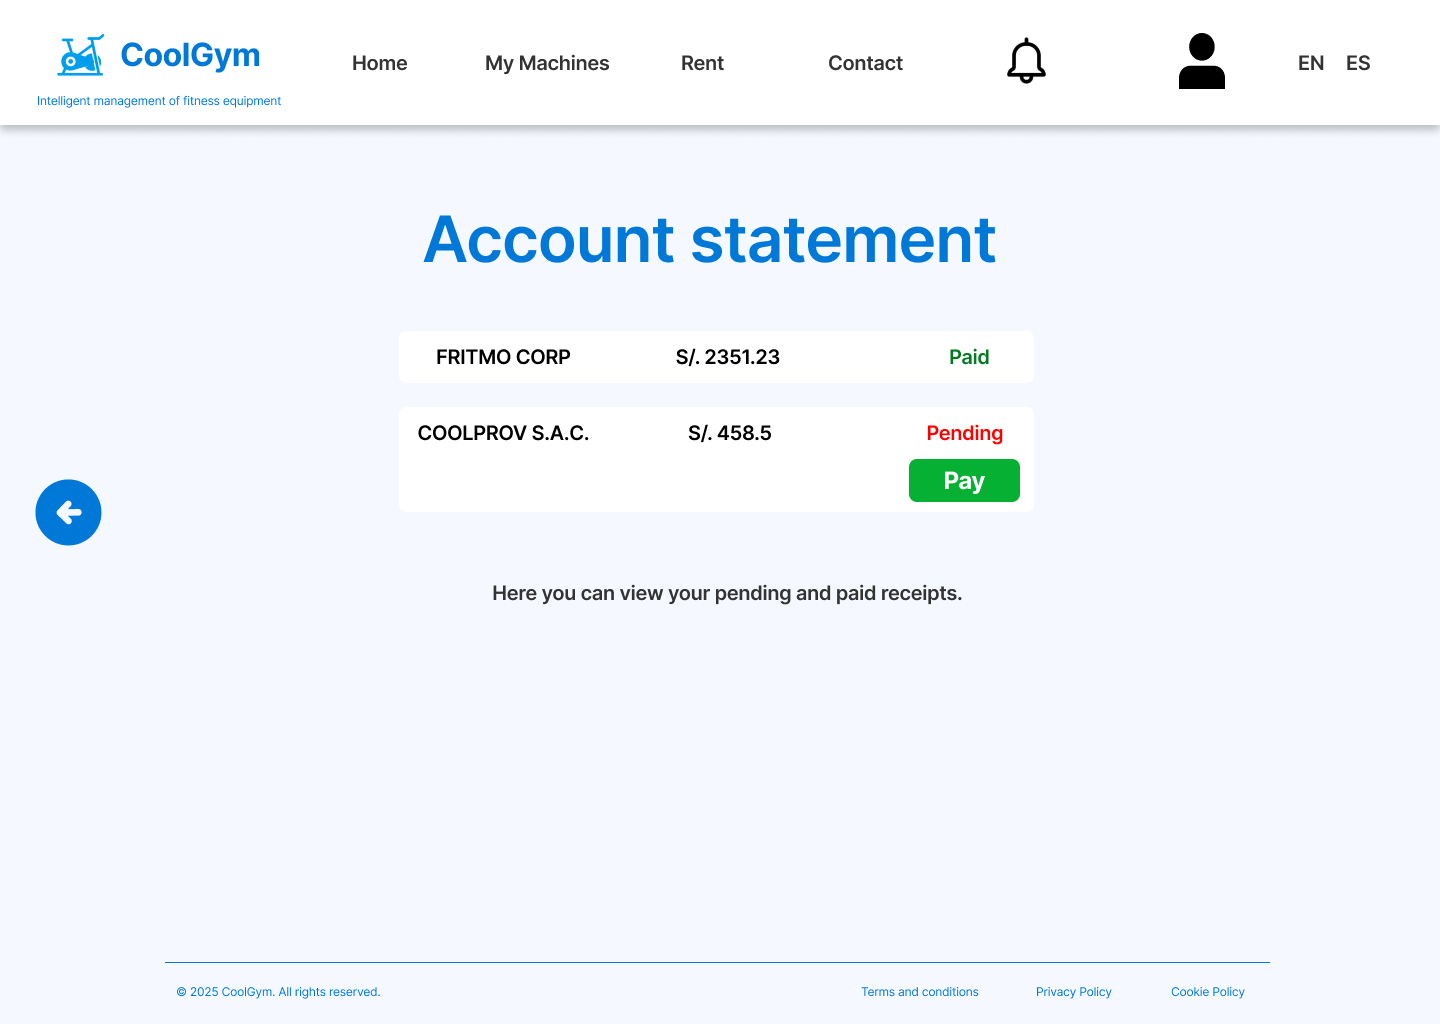 CoolGym
Intelligent management of fitness equipment
Home
My Machines
Rent
Contact
EN
ES
Account statement
FRITMO CORP
S/. 2351.23
Paid
COOLPROV S.A.C.
S/. 458.5
Pending
Pay
Here you can view your pending and paid receipts.
© 2025 CoolGym. All rights reserved.
Terms and conditions
Privacy Policy
Cookie Policy